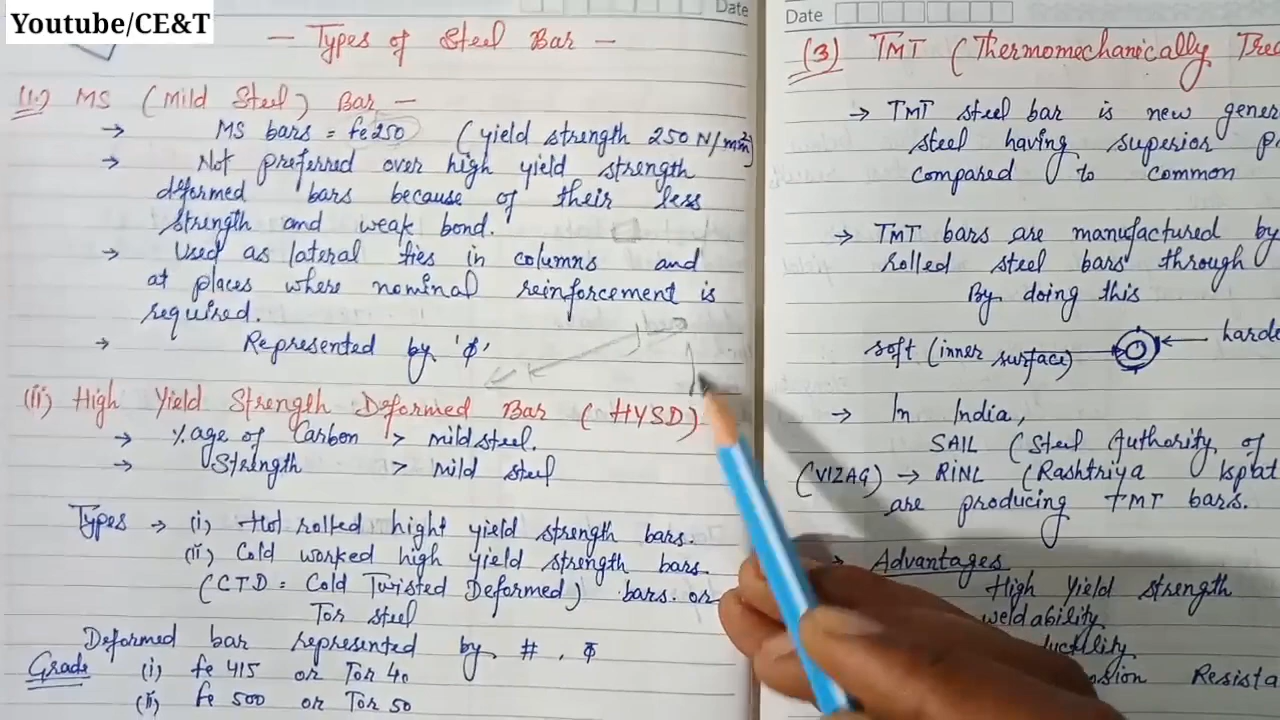 Youtube/CE&T
Date
— Types of Steel Bar —
(1.) MS (Mild Steel) Bar —
→ MS bars = fe 250 (yield strength 250 N/mm²)
→ Not preferred over high yield strength
deformed bars because of their less
strength and weak bond.
→ Used as lateral ties in columns and
at places where nominal reinforcement is
required.
→ Represented by 'ɸ'
(ii) High Yield Strength Deformed Bar (HYSD)
→ %age of Carbon > mild steel.
→ Strength > mild steel
Types → (i) Hot rolled hight yield strength bars.
(ii) Cold worked high yield strength bars.
(CTD = Cold Twisted Deformed) bars. or
Tor steel
Deformed bar represented by #, ɸ
Grade (i) fe 415 or Tor 40
(ii) fe 500 or Tor 50
Date
(3) TMT (Thermomechanically
→ TMT steel bar is new
steel having superior
compared to common
→ TMT bars are manufactured by
rolled steel bars through
By doing this
soft (inner surface)
→ In India,
SAIL (Steel Authority of
(VIZAG) → RINL (Rashtriya Ispat
are producing TMT bars.
→ Advantages
High Yield strength
weldability